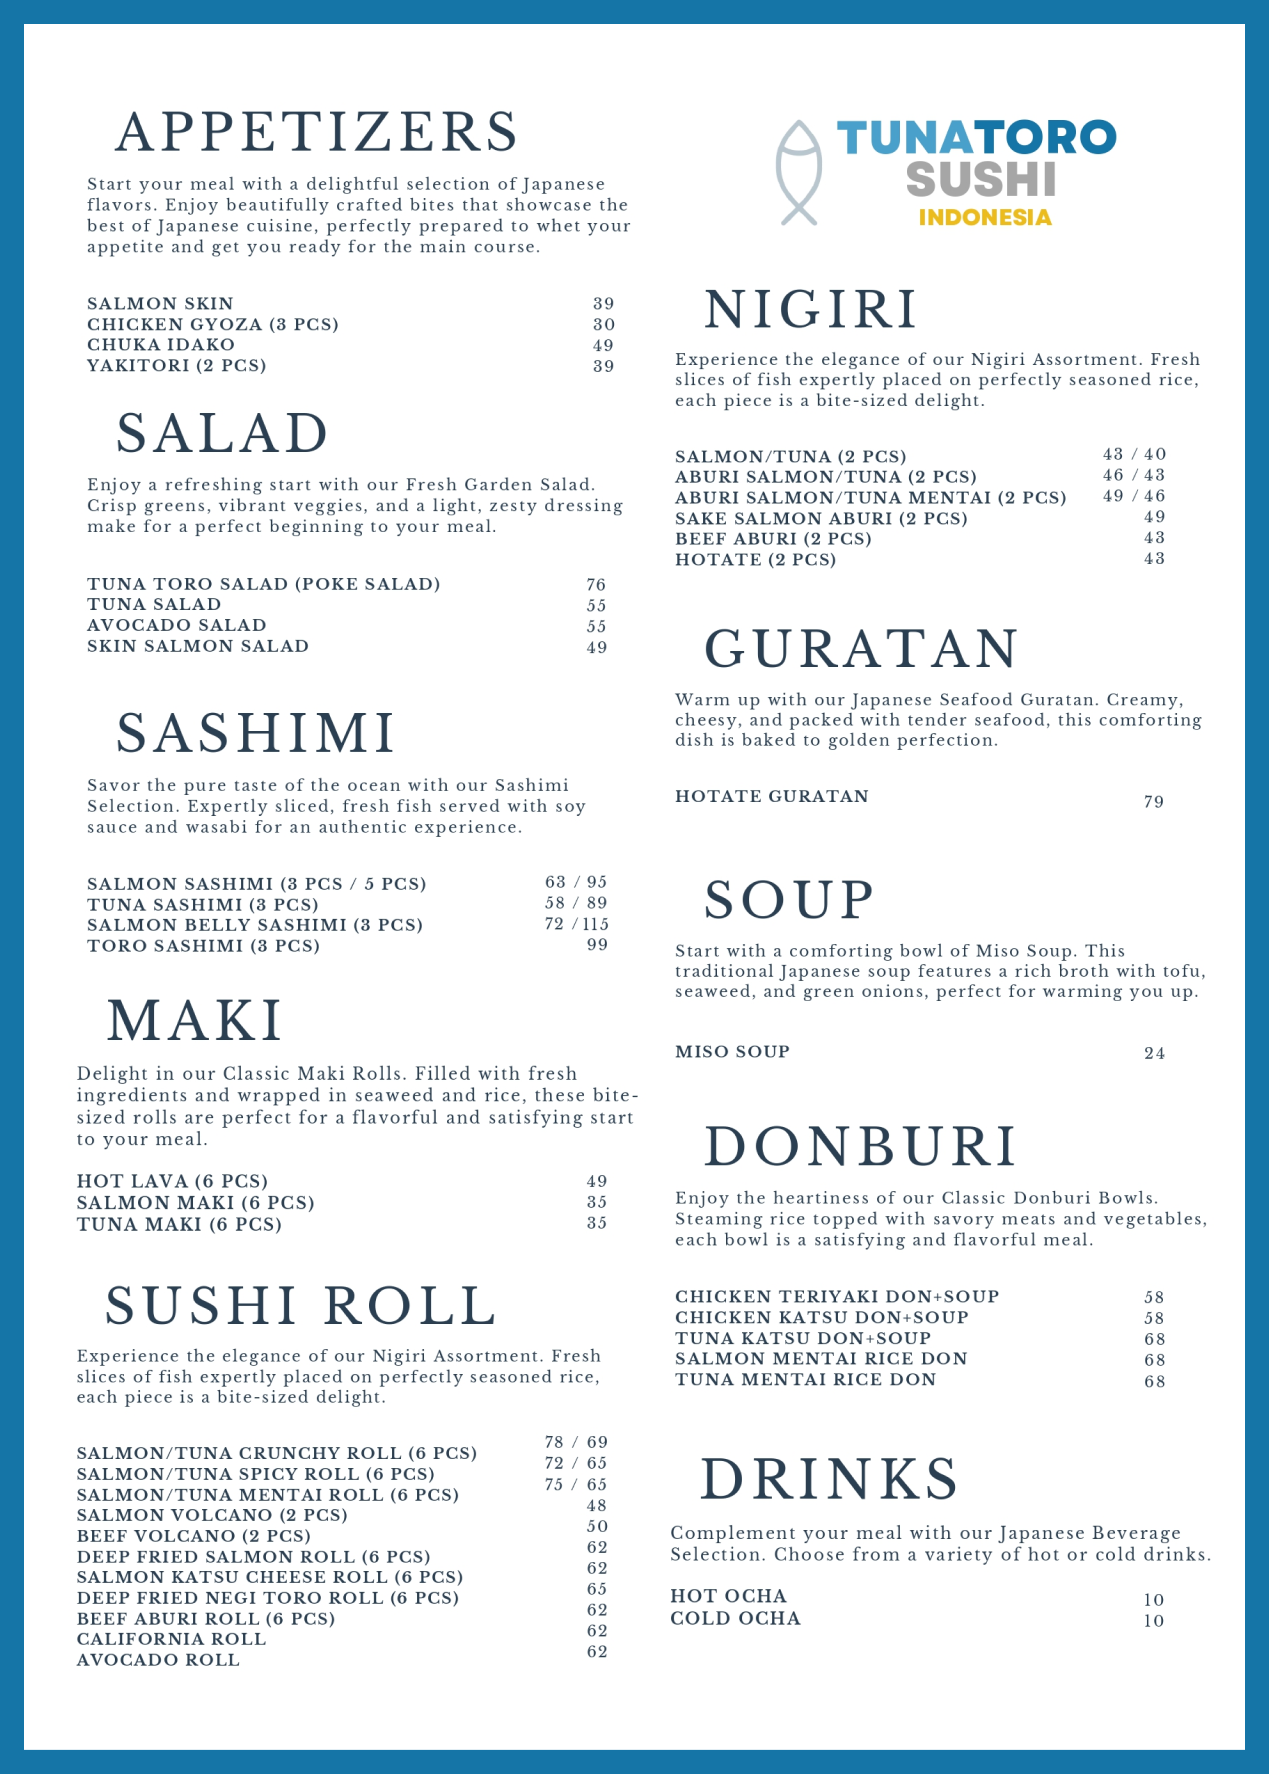 APPETIZERS
Start your meal with a delightful selection of Japanese
flavors. Enjoy beautifully crafted bites that showcase the
best of Japanese cuisine, perfectly prepared to whet your
appetite and get you ready for the main course.
SALMON SKIN 39
CHICKEN GYOZA (3 PCS) 30
CHUKA IDAKO 49
YAKITORI (2 PCS) 39
SALAD
Enjoy a refreshing start with our Fresh Garden Salad.
Crisp greens, vibrant veggies, and a light, zesty dressing
make for a perfect beginning to your meal.
TUNA TORO SALAD (POKE SALAD) 76
TUNA SALAD 55
AVOCADO SALAD 55
SKIN SALMON SALAD 49
SASHIMI
Savor the pure taste of the ocean with our Sashimi
Selection. Expertly sliced, fresh fish served with soy
sauce and wasabi for an authentic experience.
SALMON SASHIMI (3 PCS / 5 PCS) 63 / 95
TUNA SASHIMI (3 PCS) 58 / 89
SALMON BELLY SASHIMI (3 PCS) 72 /115
TORO SASHIMI (3 PCS) 99
MAKI
Delight in our Classic Maki Rolls. Filled with fresh
ingredients and wrapped in seaweed and rice, these bite-
sized rolls are perfect for a flavorful and satisfying start
to your meal.
HOT LAVA (6 PCS) 49
SALMON MAKI (6 PCS) 35
TUNA MAKI (6 PCS) 35
SUSHI ROLL
Experience the elegance of our Nigiri Assortment. Fresh
slices of fish expertly placed on perfectly seasoned rice,
each piece is a bite-sized delight.
SALMON/TUNA CRUNCHY ROLL (6 PCS) 78 / 69
SALMON/TUNA SPICY ROLL (6 PCS) 72 / 65
SALMON/TUNA MENTAI ROLL (6 PCS) 75 / 65
SALMON VOLCANO (2 PCS) 48
BEEF VOLCANO (2 PCS) 50
DEEP FRIED SALMON ROLL (6 PCS) 62
SALMON KATSU CHEESE ROLL (6 PCS) 62
DEEP FRIED NEGI TORO ROLL (6 PCS) 65
BEEF ABURI ROLL (6 PCS) 62
CALIFORNIA ROLL 62
AVOCADO ROLL 62
TUNATORO
SUSHI
INDONESIA
NIGIRI
Experience the elegance of our Nigiri Assortment. Fresh
slices of fish expertly placed on perfectly seasoned rice,
each piece is a bite-sized delight.
SALMON/TUNA (2 PCS) 43 / 40
ABURI SALMON/TUNA (2 PCS) 46 / 43
ABURI SALMON/TUNA MENTAI (2 PCS) 49 / 46
SAKE SALMON ABURI (2 PCS) 49
BEEF ABURI (2 PCS) 43
HOTATE (2 PCS) 43
GURATAN
Warm up with our Japanese Seafood Guratan. Creamy,
cheesy, and packed with tender seafood, this comforting
dish is baked to golden perfection.
HOTATE GURATAN 79
SOUP
Start with a comforting bowl of Miso Soup. This
traditional Japanese soup features a rich broth with tofu,
seaweed, and green onions, perfect for warming you up.
MISO SOUP 24
DONBURI
Enjoy the heartiness of our Classic Donburi Bowls.
Steaming rice topped with savory meats and vegetables,
each bowl is a satisfying and flavorful meal.
CHICKEN TERIYAKI DON+SOUP 58
CHICKEN KATSU DON+SOUP 58
TUNA KATSU DON+SOUP 68
SALMON MENTAI RICE DON 68
TUNA MENTAI RICE DON 68
DRINKS
Complement your meal with our Japanese Beverage
Selection. Choose from a variety of hot or cold drinks.
HOT OCHA 10
COLD OCHA 10